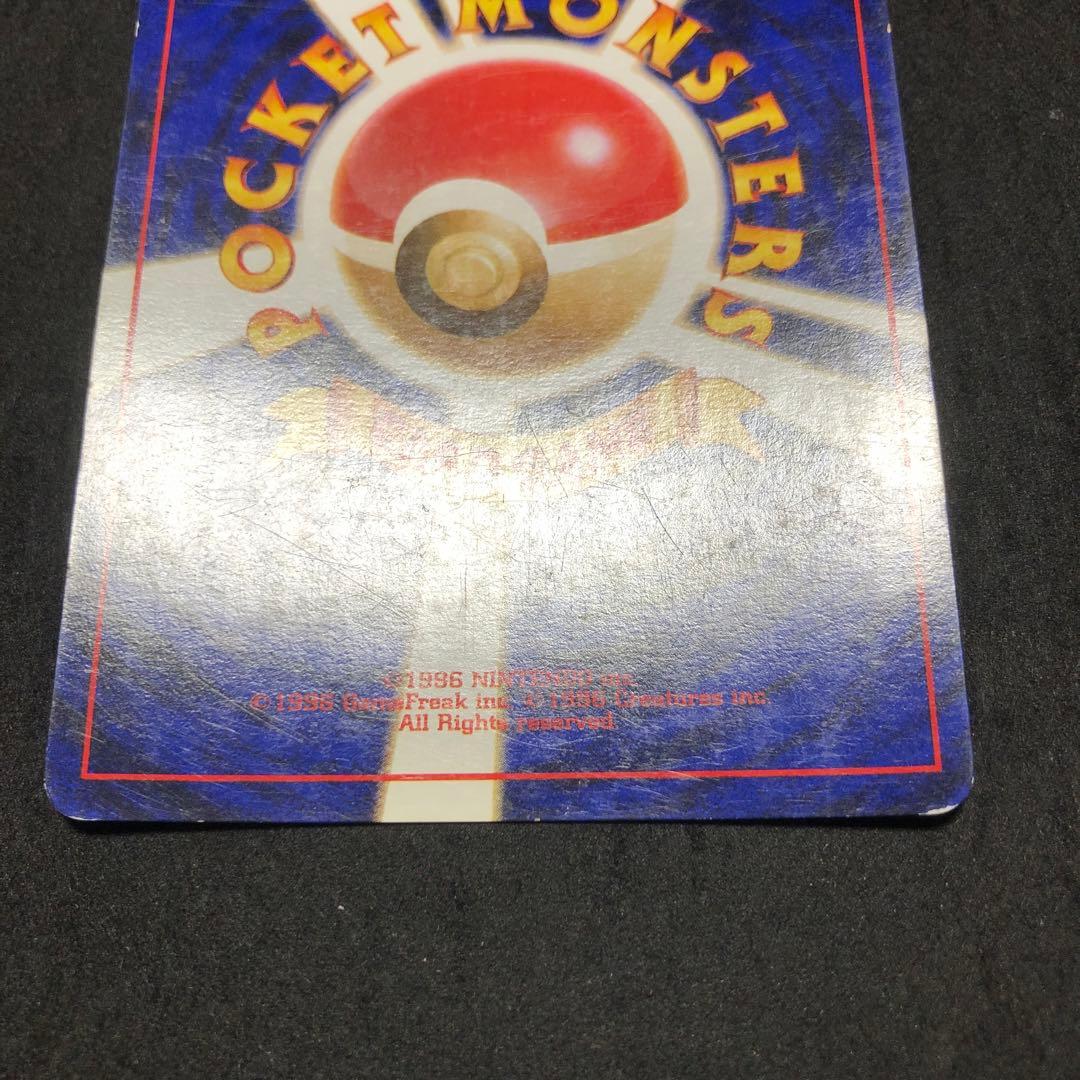 POCKET MONSTERS
©1996 NINTENDO inc.
©1996 GameFreak inc. ©1996 Creatures inc.
All Rights reserved.